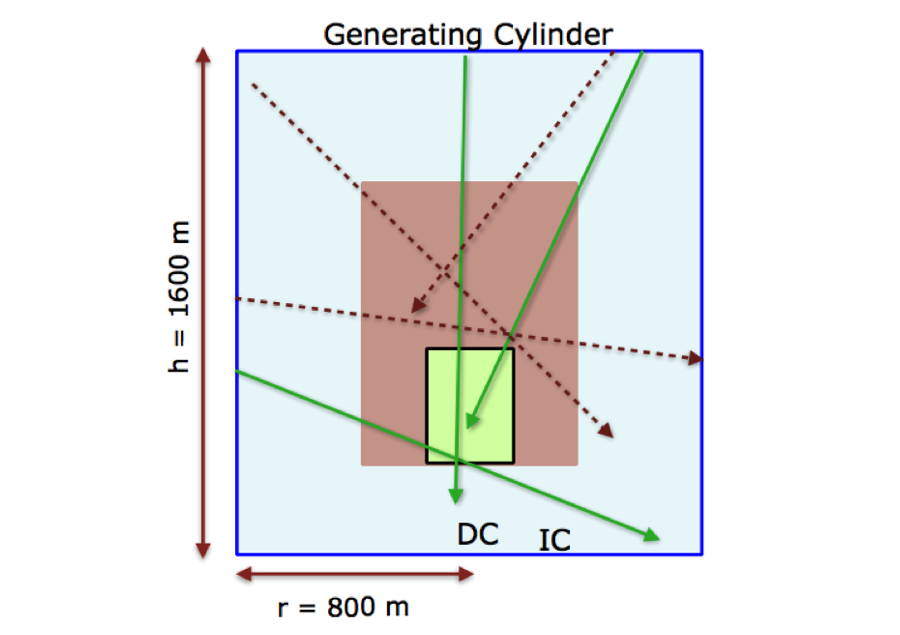 Generating Cylinder
h = 1600 m
DC
IC
r = 800 m